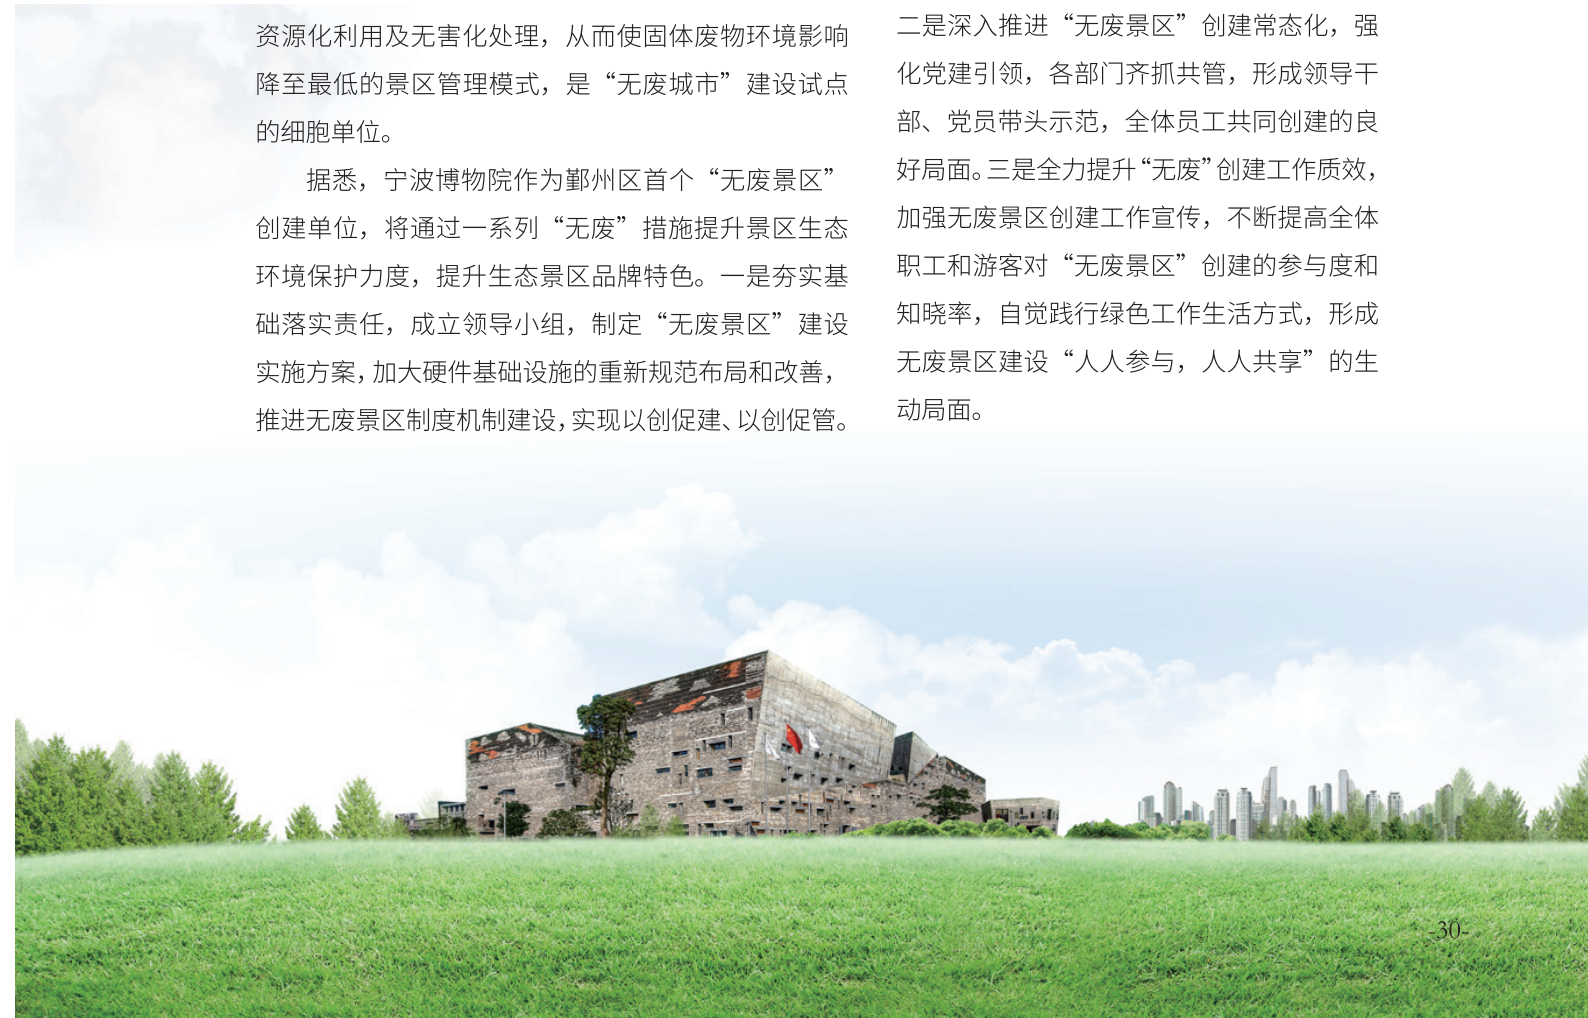 资源化利用及无害化处理，从而使固体废物环境影响
降至最低的景区管理模式，是“无废城市”建设试点
的细胞单位。
据悉，宁波博物院作为鄞州区首个“无废景区”
创建单位，将通过一系列“无废”措施提升景区生态
环境保护力度，提升生态景区品牌特色。一是夯实基
础落实责任，成立领导小组，制定“无废景区”建设
实施方案，加大硬件基础设施的重新规范布局和改善，
推进无废景区制度机制建设，实现以创促建、以创促管。
二是深入推进“无废景区”创建常态化，强
化党建引领，各部门齐抓共管，形成领导干
部、党员带头示范，全体员工共同创建的良
好局面。三是全力提升“无废”创建工作质效，
加强无废景区创建工作宣传，不断提高全体
职工和游客对“无废景区”创建的参与度和
知晓率，自觉践行绿色工作生活方式，形成
无废景区建设“人人参与，人人共享”的生
动局面。
-30-